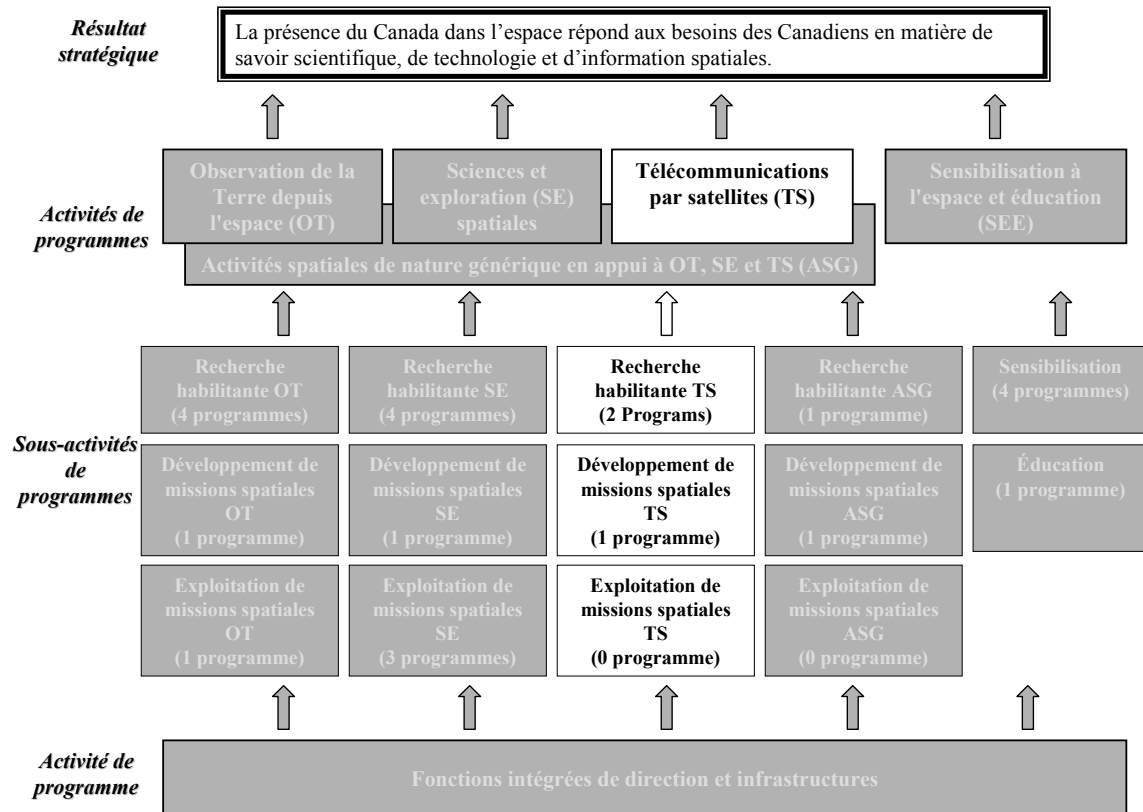 Résultat
stratégique
La présence du Canada dans l’espace répond aux besoins des Canadiens en matière de
savoir scientifique, de technologie et d’information spatiales.
Activités de
programmes
Observation de la
Terre depuis
l'espace (OT)
Sciences et
exploration (SE)
spatiales
Télécommunications
par satellites (TS)
Sensibilisation à
l'espace et éducation
(SEE)
Activités spatiales de nature générique en appui à OT, SE et TS (ASG)
Sous-activités
de
programmes
Recherche
habilitante OT
(4 programmes)
Recherche
habilitante SE
(4 programmes)
Recherche
habilitante TS
(2 Programs)
Recherche
habilitante ASG
(1 programme)
Sensibilisation
(4 programmes)
Développement de
missions spatiales
OT
(1 programme)
Développement de
missions spatiales
SE
(1 programme)
Développement de
missions spatiales
TS
(1 programme)
Développement de
missions spatiales
ASG
(1 programme)
Éducation
(1 programme)
Exploitation de
missions spatiales
OT
(1 programme)
Exploitation de
missions spatiales
SE
(3 programmes)
Exploitation de
missions spatiales
TS
(0 programme)
Exploitation de
missions spatiales
ASG
(0 programme)
Activité de
programme
Fonctions intégrées de direction et infrastructures